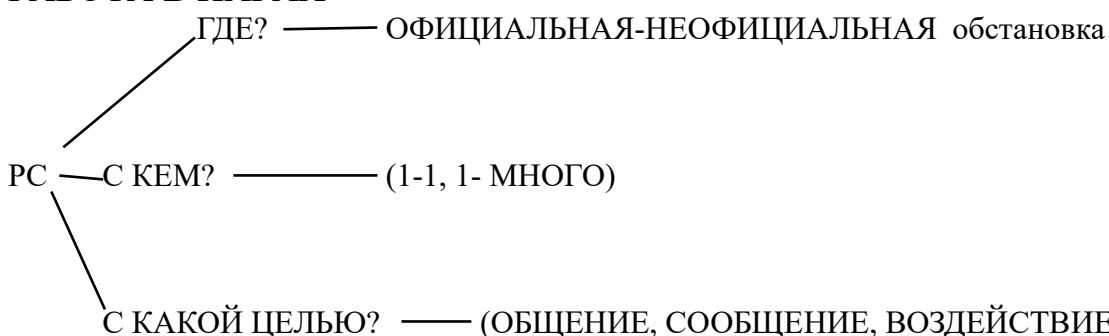 ГДЕ? ОФИЦИАЛЬНАЯ-НЕОФИЦИАЛЬНАЯ обстановка
РС С КЕМ? (1-1, 1- МНОГО)
С КАКОЙ ЦЕЛЬЮ? (ОБЩЕНИЕ, СООБЩЕНИЕ, ВОЗДЕЙСТВИЕ